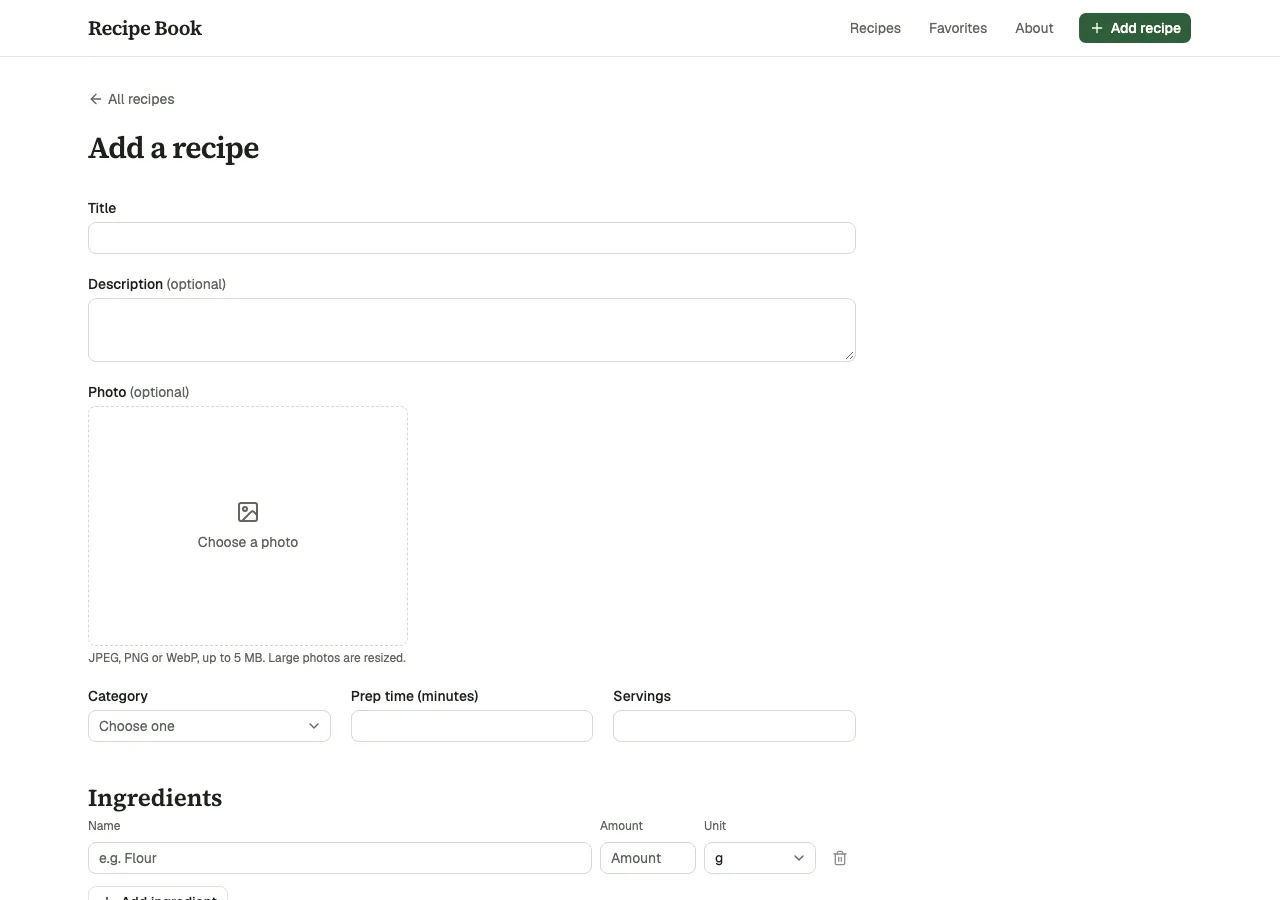 Recipe Book
Recipes Favorites About + Add recipe
← All recipes
Add a recipe
Title
Description (optional)
Photo (optional)
Choose a photo
JPEG, PNG or WebP, up to 5 MB. Large photos are resized.
Category Prep time (minutes) Servings
Choose one
Ingredients
Name Amount Unit
e.g. Flour Amount g
+ Add ingredient